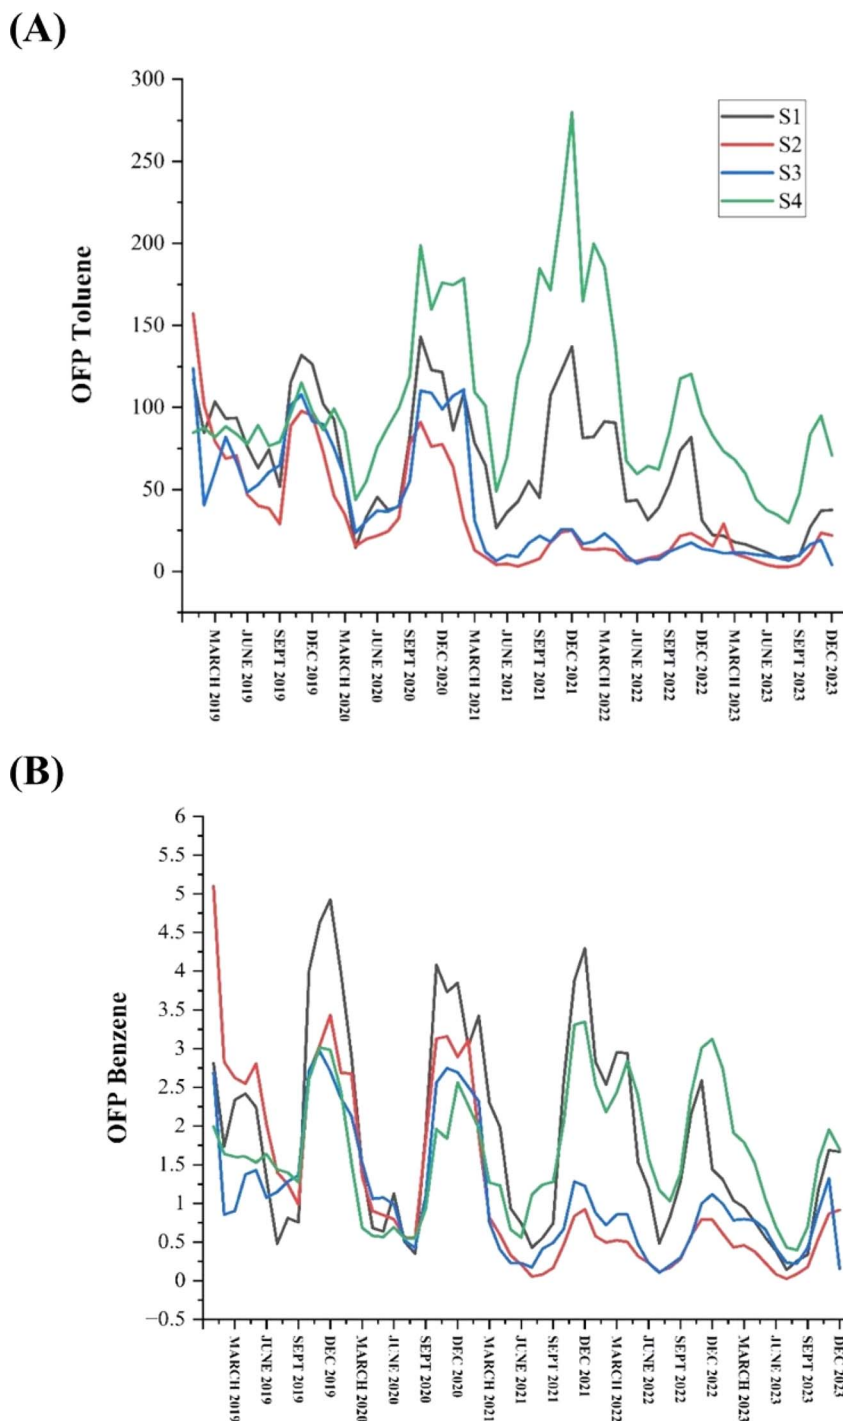 (A)
300
250
200
150
100
50
0
OFP Toluene
S1
S2
S3
S4
MARCH 2019
JUNE 2019
SEPT 2019
DEC 2019
MARCH 2020
JUNE 2020
SEPT 2020
DEC 2020
MARCH 2021
JUNE 2021
SEPT 2021
DEC 2021
MARCH 2022
JUNE 2022
SEPT 2022
DEC 2022
MARCH 2023
JUNE 2023
SEPT 2023
DEC 2023
(B)
6
5.5
5
4.5
4
3.5
3
2.5
2
1.5
1
0.5
0
−0.5
OFP Benzene
MARCH 2019
JUNE 2019
SEPT 2019
DEC 2019
MARCH 2020
JUNE 2020
SEPT 2020
DEC 2020
MARCH 2021
JUNE 2021
SEPT 2021
DEC 2021
MARCH 2022
JUNE 2022
SEPT 2022
DEC 2022
MARCH 2023
JUNE 2023
SEPT 2023
DEC 2023